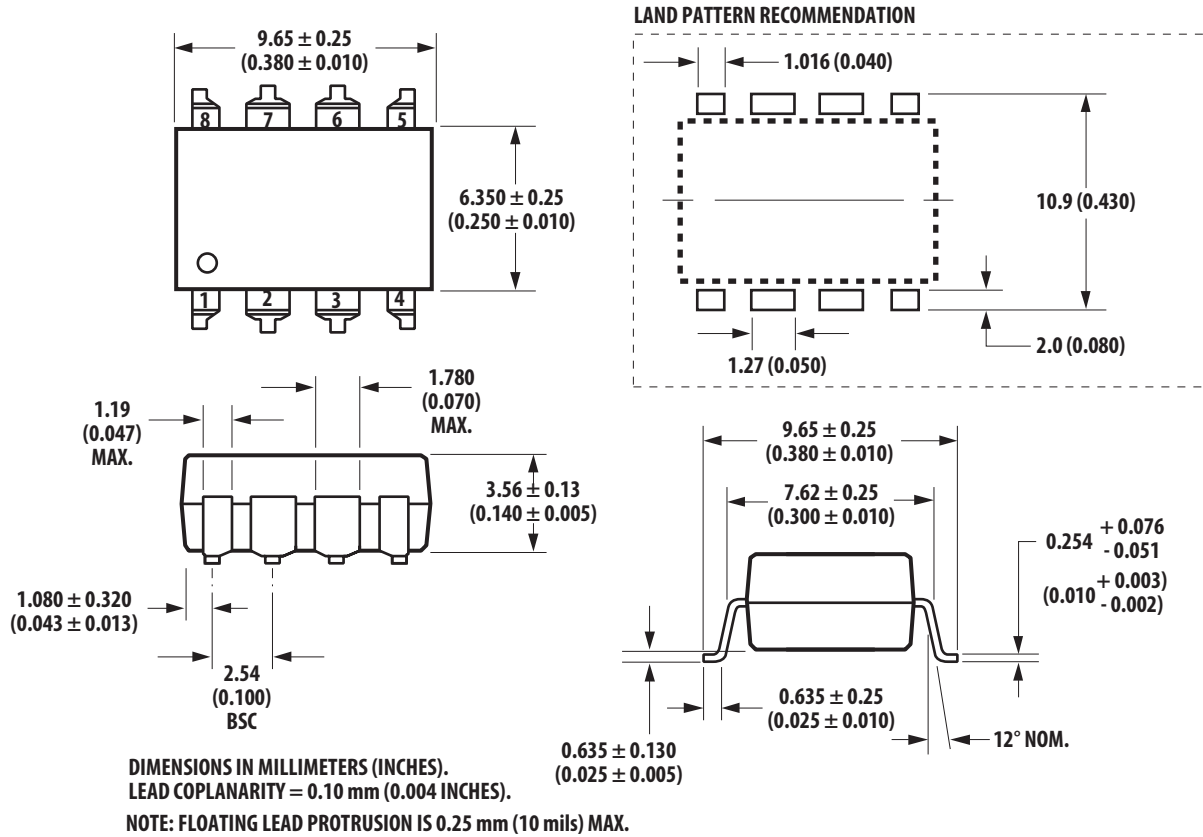 LAND PATTERN RECOMMENDATION
9.65 ± 0.25
(0.380 ± 0.010)
8 7 6 5
6.350 ± 0.25
(0.250 ± 0.010)
1 2 3 4
1.016 (0.040)
10.9 (0.430)
1.27 (0.050)
2.0 (0.080)
1.19
(0.047)
MAX.
1.780
(0.070)
MAX.
3.56 ± 0.13
(0.140 ± 0.005)
1.080 ± 0.320
(0.043 ± 0.013)
2.54
(0.100)
BSC
9.65 ± 0.25
(0.380 ± 0.010)
7.62 ± 0.25
(0.300 ± 0.010)
0.254 + 0.076
- 0.051
(0.010 + 0.003)
- 0.002)
0.635 ± 0.25
(0.025 ± 0.010)
12° NOM.
0.635 ± 0.130
(0.025 ± 0.005)
DIMENSIONS IN MILLIMETERS (INCHES).
LEAD COPLANARITY = 0.10 mm (0.004 INCHES).
NOTE: FLOATING LEAD PROTRUSION IS 0.25 mm (10 mils) MAX.